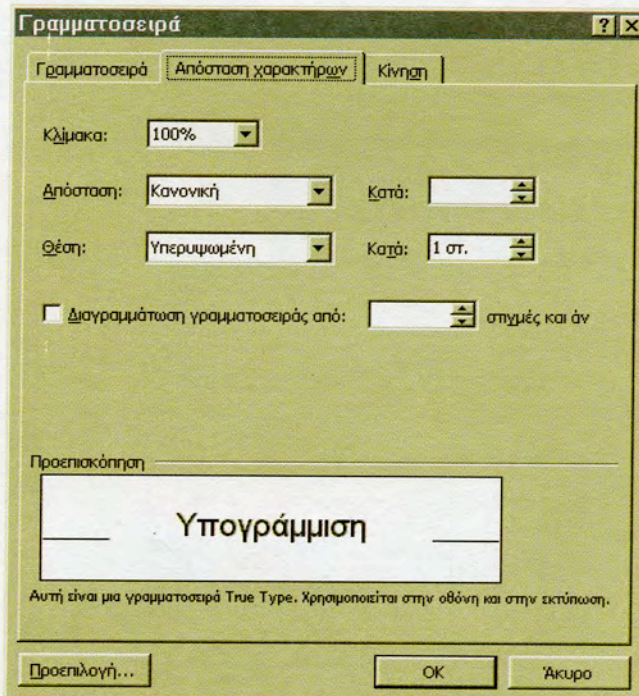 Γραμματοσειρά
Γραμματοσειρά Απόσταση χαρακτήρων Κίνηση
Κλίμακα: 100%
Απόσταση: Κανονική Κατά:
Θέση: Υπερυψωμένη Κατά: 1 στ.
Διαγραμμάτωση γραμματοσειράς από: στιγμές και άν
Προεπισκόπηση
Υπογράμμιση
Αυτή είναι μια γραμματοσειρά True Type. Χρησιμοποιείται στην οθόνη και στην εκτύπωση.
Προεπιλογή... OK Άκυρο